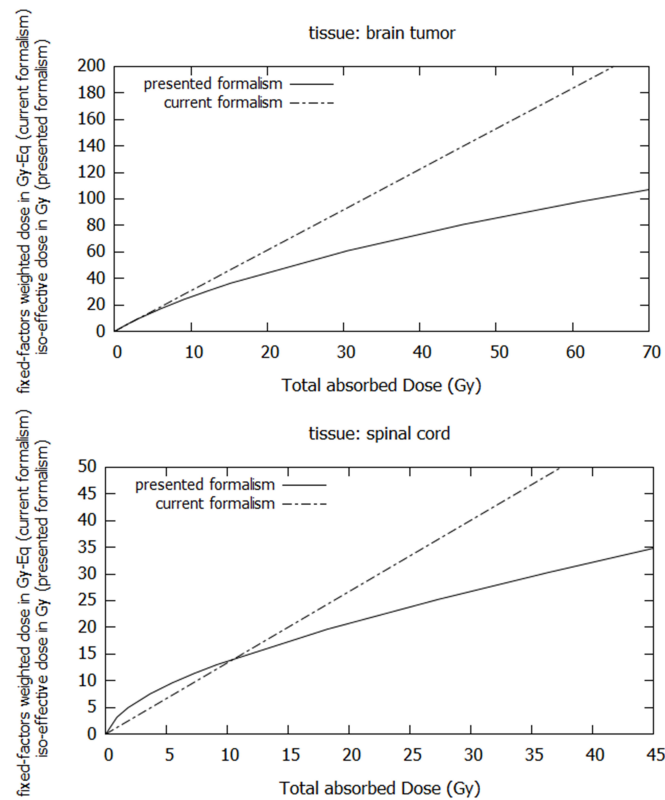 tissue: brain tumor
fixed-factors weighted dose in Gy-Eq (current formalism)
iso-effective dose in Gy (presented formalism)
presented formalism
current formalism
200
180
160
140
120
100
80
60
40
20
0
0 10 20 30 40 50 60 70
Total absorbed Dose (Gy)
tissue: spinal cord
fixed-factors weighted dose in Gy-Eq (current formalism)
iso-effective dose in Gy (presented formalism)
presented formalism
current formalism
50
45
40
35
30
25
20
15
10
5
0
0 5 10 15 20 25 30 35 40 45
Total absorbed Dose (Gy)